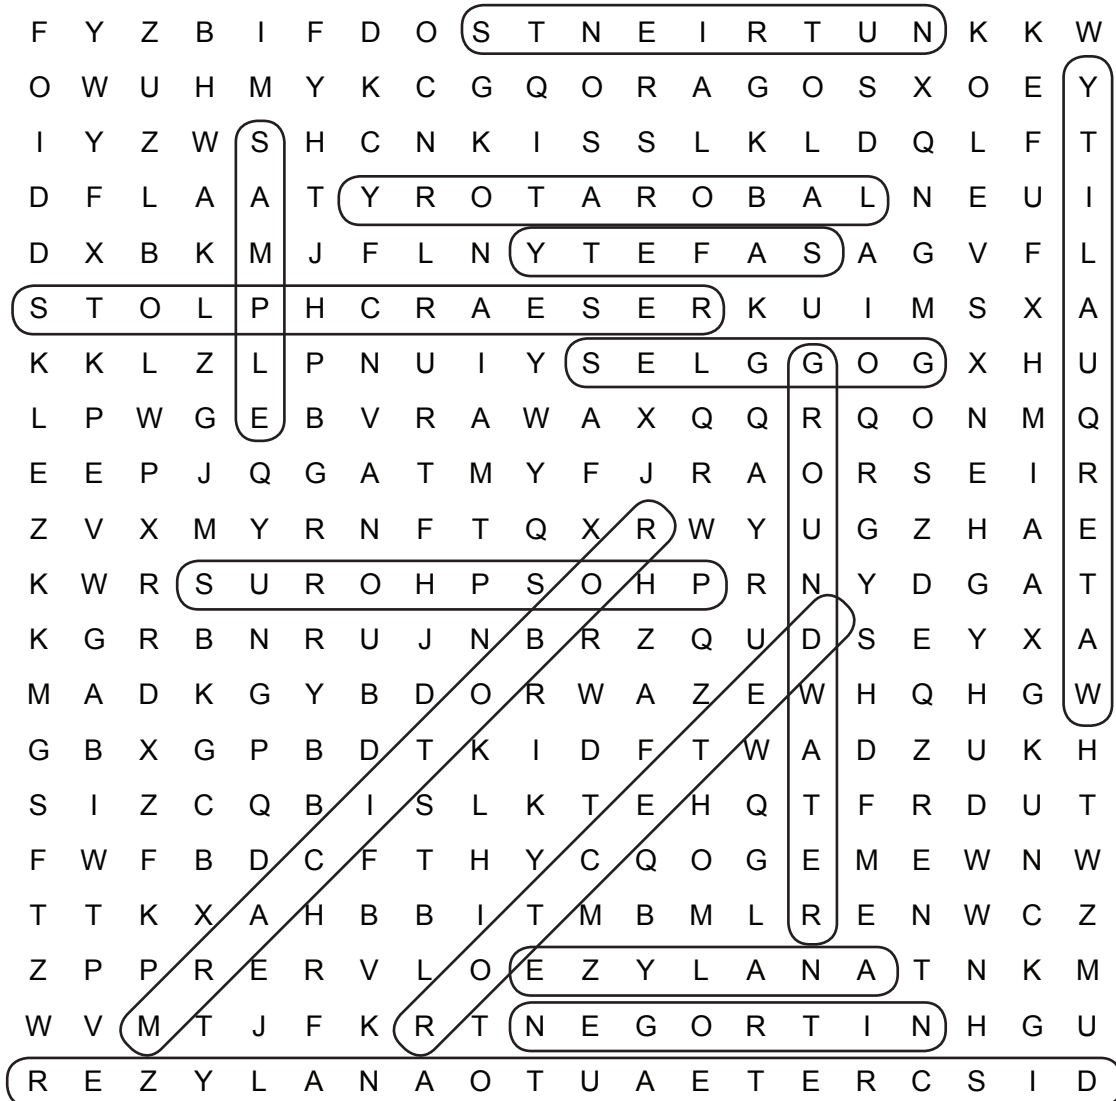 F Y Z B I F D O S T N E I R T U N K K W
O W U H M Y K C G Q O R A G O S X O E Y
I Y Z W S H C N K I S S L K L D Q L F T
D F L A A T Y R O T A R O B A L N E U I
D X B K M J F L N Y T E F A S A G V F L
S T O L P H C R A E S E R K U I M S X A
K K L Z L P N U I Y S E L G G O G X H U
L P W G E B V R A W A X Q Q R Q O N M Q
E E P J Q G A T M Y F J R A O R S E I R
Z V X M Y R N F T Q X R W Y U G Z H A E
K W R S U R O H P S O H P R N Y D G A T
K G R B N R U J N B R Z Q U D S E Y X A
M A D K G Y B D O R W A Z E W H Q H G W
G B X G P B D T K I D F T W A D Z U K H
S I Z C Q B I S L K T E H Q T F R D U T
F W F B D C F T H Y C Q O G E M E W N W
T T K X A H B B I T M B M L R E N W C Z
Z P P R E R V L O E Z Y L A N A T N K M
W V M T J F K R T N E G O R T I N H G U
R E Z Y L A N A O T U A E T E R C S I D